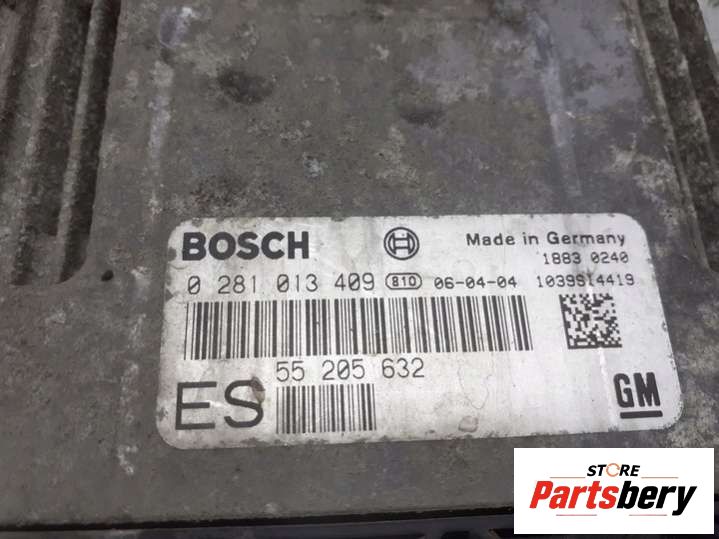 BOSCH
Made in Germany
1883 0240
0 281 013 409 810 06-04-04 1039S14419
55 205 632
ES
GM
STORE
Partsbery